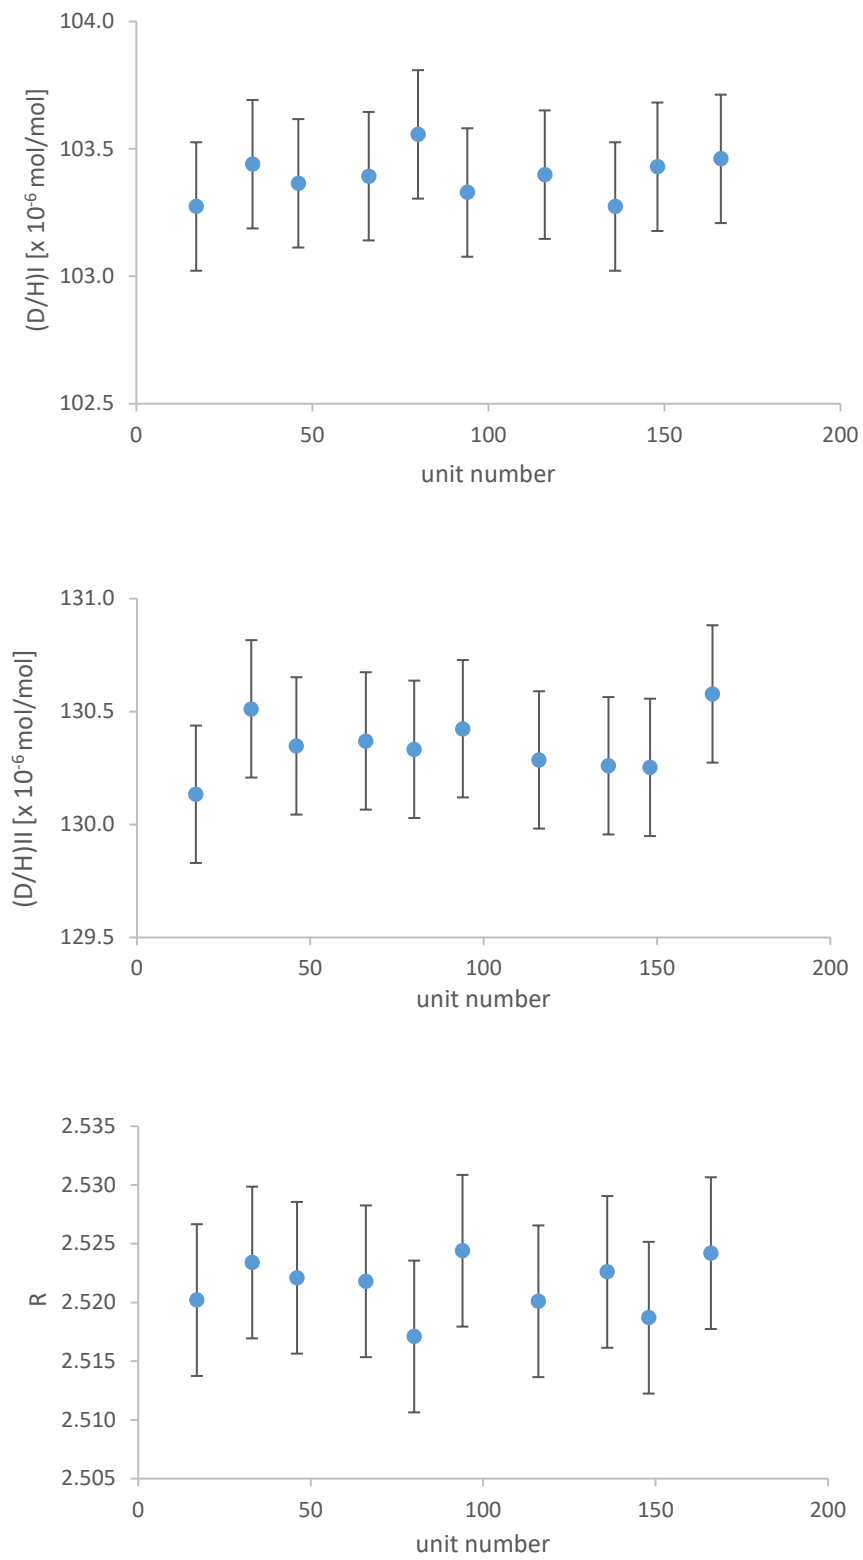 104.0
103.5
103.0
102.5
(D/H)I [x 10⁻⁶ mol/mol]
0 50 100 150 200
unit number
131.0
130.5
130.0
129.5
(D/H)II [x 10⁻⁶ mol/mol]
0 50 100 150 200
unit number
2.535
2.530
2.525
2.520
2.515
2.510
2.505
R
0 50 100 150 200
unit number